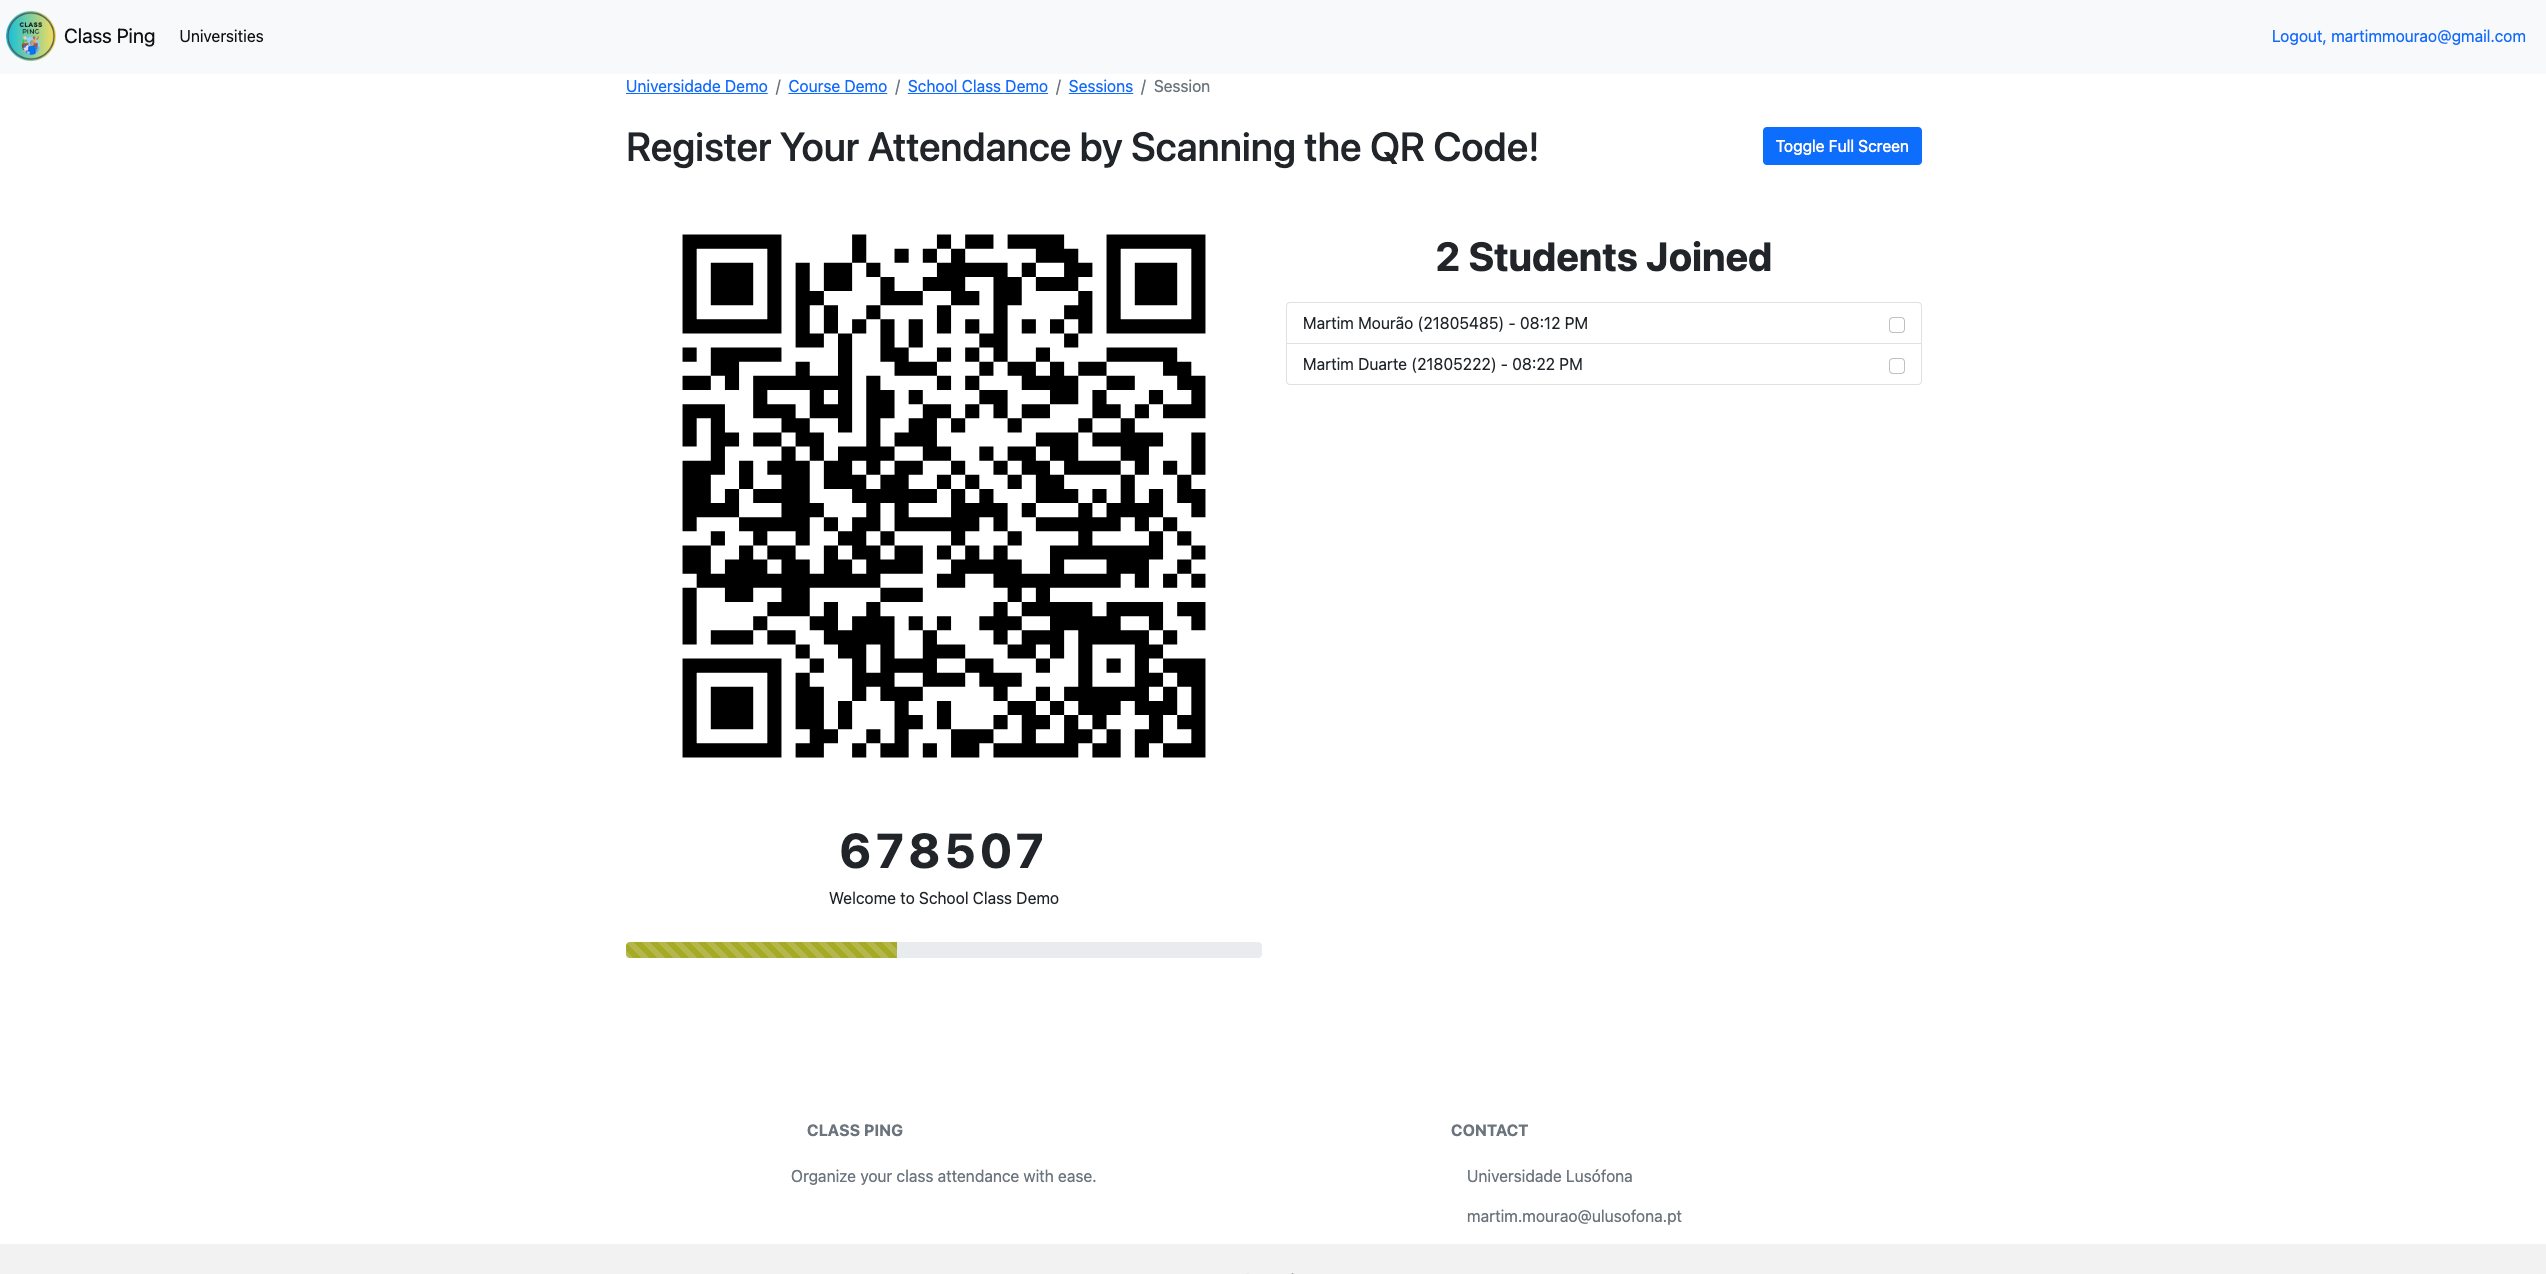 CLASS
PING
Class Ping
Universities
Logout, martimmourao@gmail.com
Universidade Demo / Course Demo / School Class Demo / Sessions / Session
Register Your Attendance by Scanning the QR Code!
Toggle Full Screen
2 Students Joined
Martim Mourão (21805485) - 08:12 PM
Martim Duarte (21805222) - 08:22 PM
678507
Welcome to School Class Demo
CLASS PING
Organize your class attendance with ease.
CONTACT
Universidade Lusófona
martim.mourao@ulusofona.pt